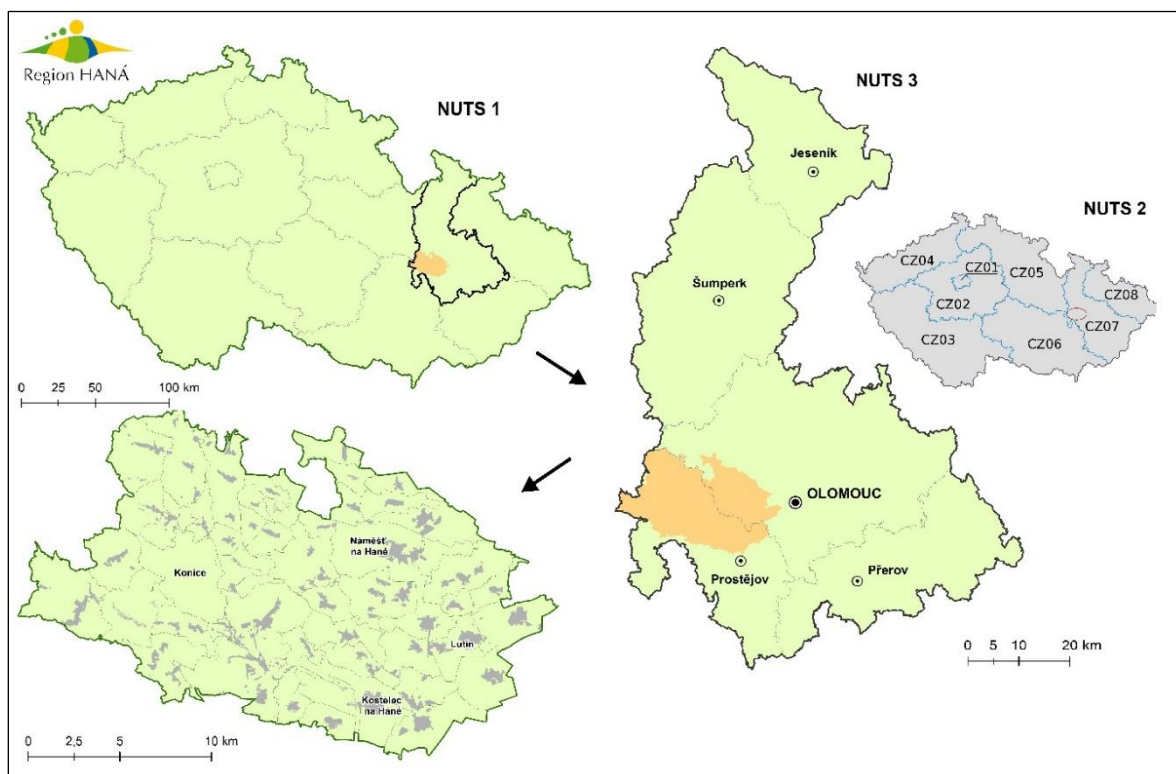 Region HANÁ
NUTS 1
0 25 50 100 km
NUTS 3
Jeseník
Šumperk
OLOMOUC
Prostějov
Přerov
0 10 20 km
NUTS 2
CZ04
CZ01
CZ05
CZ08
CZ02
CZ07
CZ03
CZ06
Náměšť
na Hané
Konice
Lutín
Kostelec
na Hané
0 2,5 5 10 km